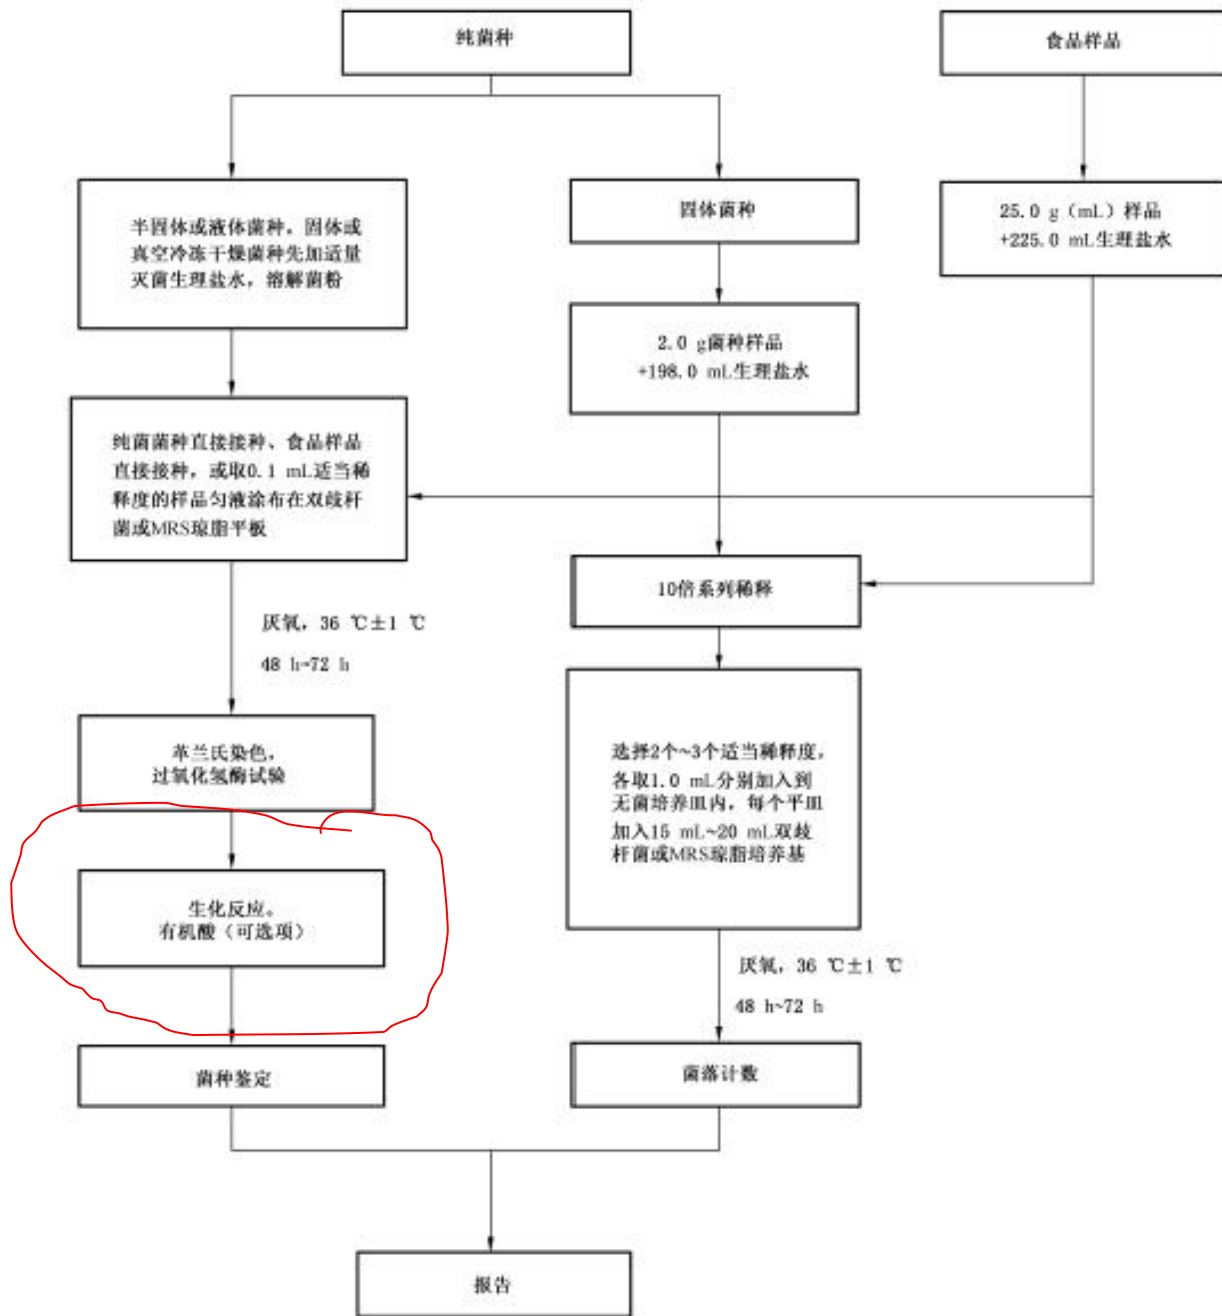 纯菌种
食品样品
半固体或液体菌种。固体或
真空冷冻干燥菌种先加适量
灭菌生理盐水，溶解菌粉
固体菌种
25.0 g（mL）样品
+225.0 mL生理盐水
2.0 g菌种样品
+198.0 mL生理盐水
纯菌菌种直接接种、食品样品
直接接种，或取0.1 mL适当稀
释度的样品匀液涂布在双歧杆
菌或MRS琼脂平板
10倍系列稀释
厌氧，36 ℃±1 ℃
48 h~72 h
革兰氏染色，
过氧化氢酶试验
选择2个~3个适当稀释度，
各取1.0 mL分别加入到
无菌培养皿内，每个平皿
加入15 mL~20 mL双歧
杆菌或MRS琼脂培养基
生化反应。
有机酸（可选项）
厌氧，36 ℃±1 ℃
48 h~72 h
菌种鉴定
菌落计数
报告